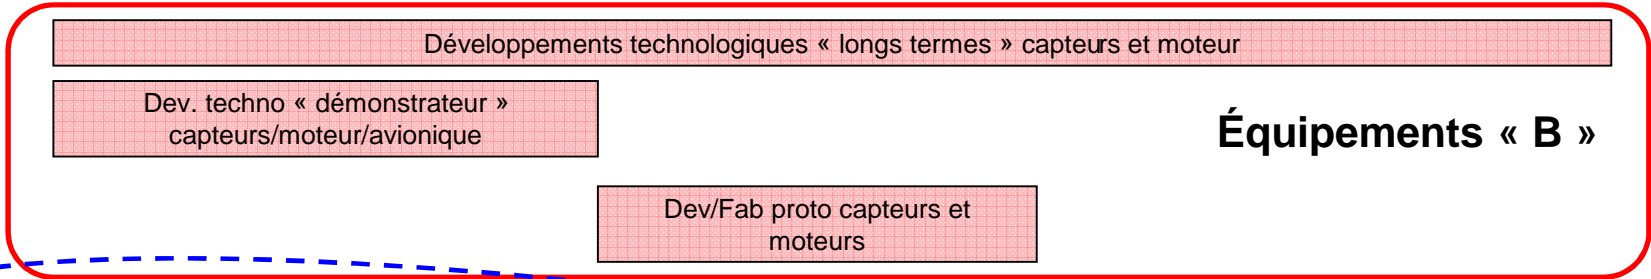 Développements technologiques « longs termes » capteurs et moteur
Dev. techno « démonstrateur »
capteurs/moteur/avionique
Équipements « B »
Dev/Fab proto capteurs et
moteurs